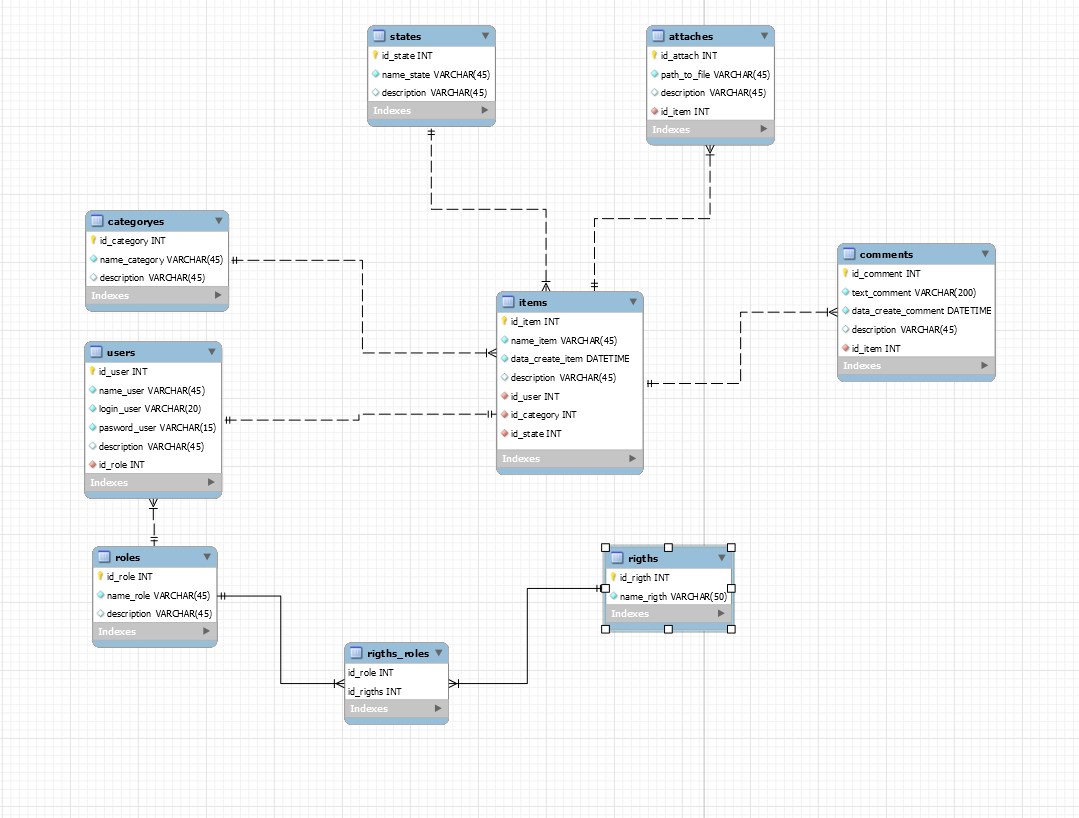 states
id_state INT
name_state VARCHAR(45)
description VARCHAR(45)
Indexes
attaches
id_attach INT
path_to_file VARCHAR(45)
description VARCHAR(45)
id_item INT
Indexes
categoryes
id_category INT
name_category VARCHAR(45)
description VARCHAR(45)
Indexes
comments
id_comment INT
text_comment VARCHAR(200)
data_create_comment DATETIME
description VARCHAR(45)
id_item INT
Indexes
items
id_item INT
name_item VARCHAR(45)
data_create_item DATETIME
description VARCHAR(45)
id_user INT
id_category INT
id_state INT
Indexes
users
id_user INT
name_user VARCHAR(45)
login_user VARCHAR(20)
pasword_user VARCHAR(15)
description VARCHAR(45)
id_role INT
Indexes
roles
id_role INT
name_role VARCHAR(45)
description VARCHAR(45)
Indexes
rigths
id_rigth INT
name_rigth VARCHAR(50)
Indexes
rigths_roles
id_role INT
id_rigths INT
Indexes